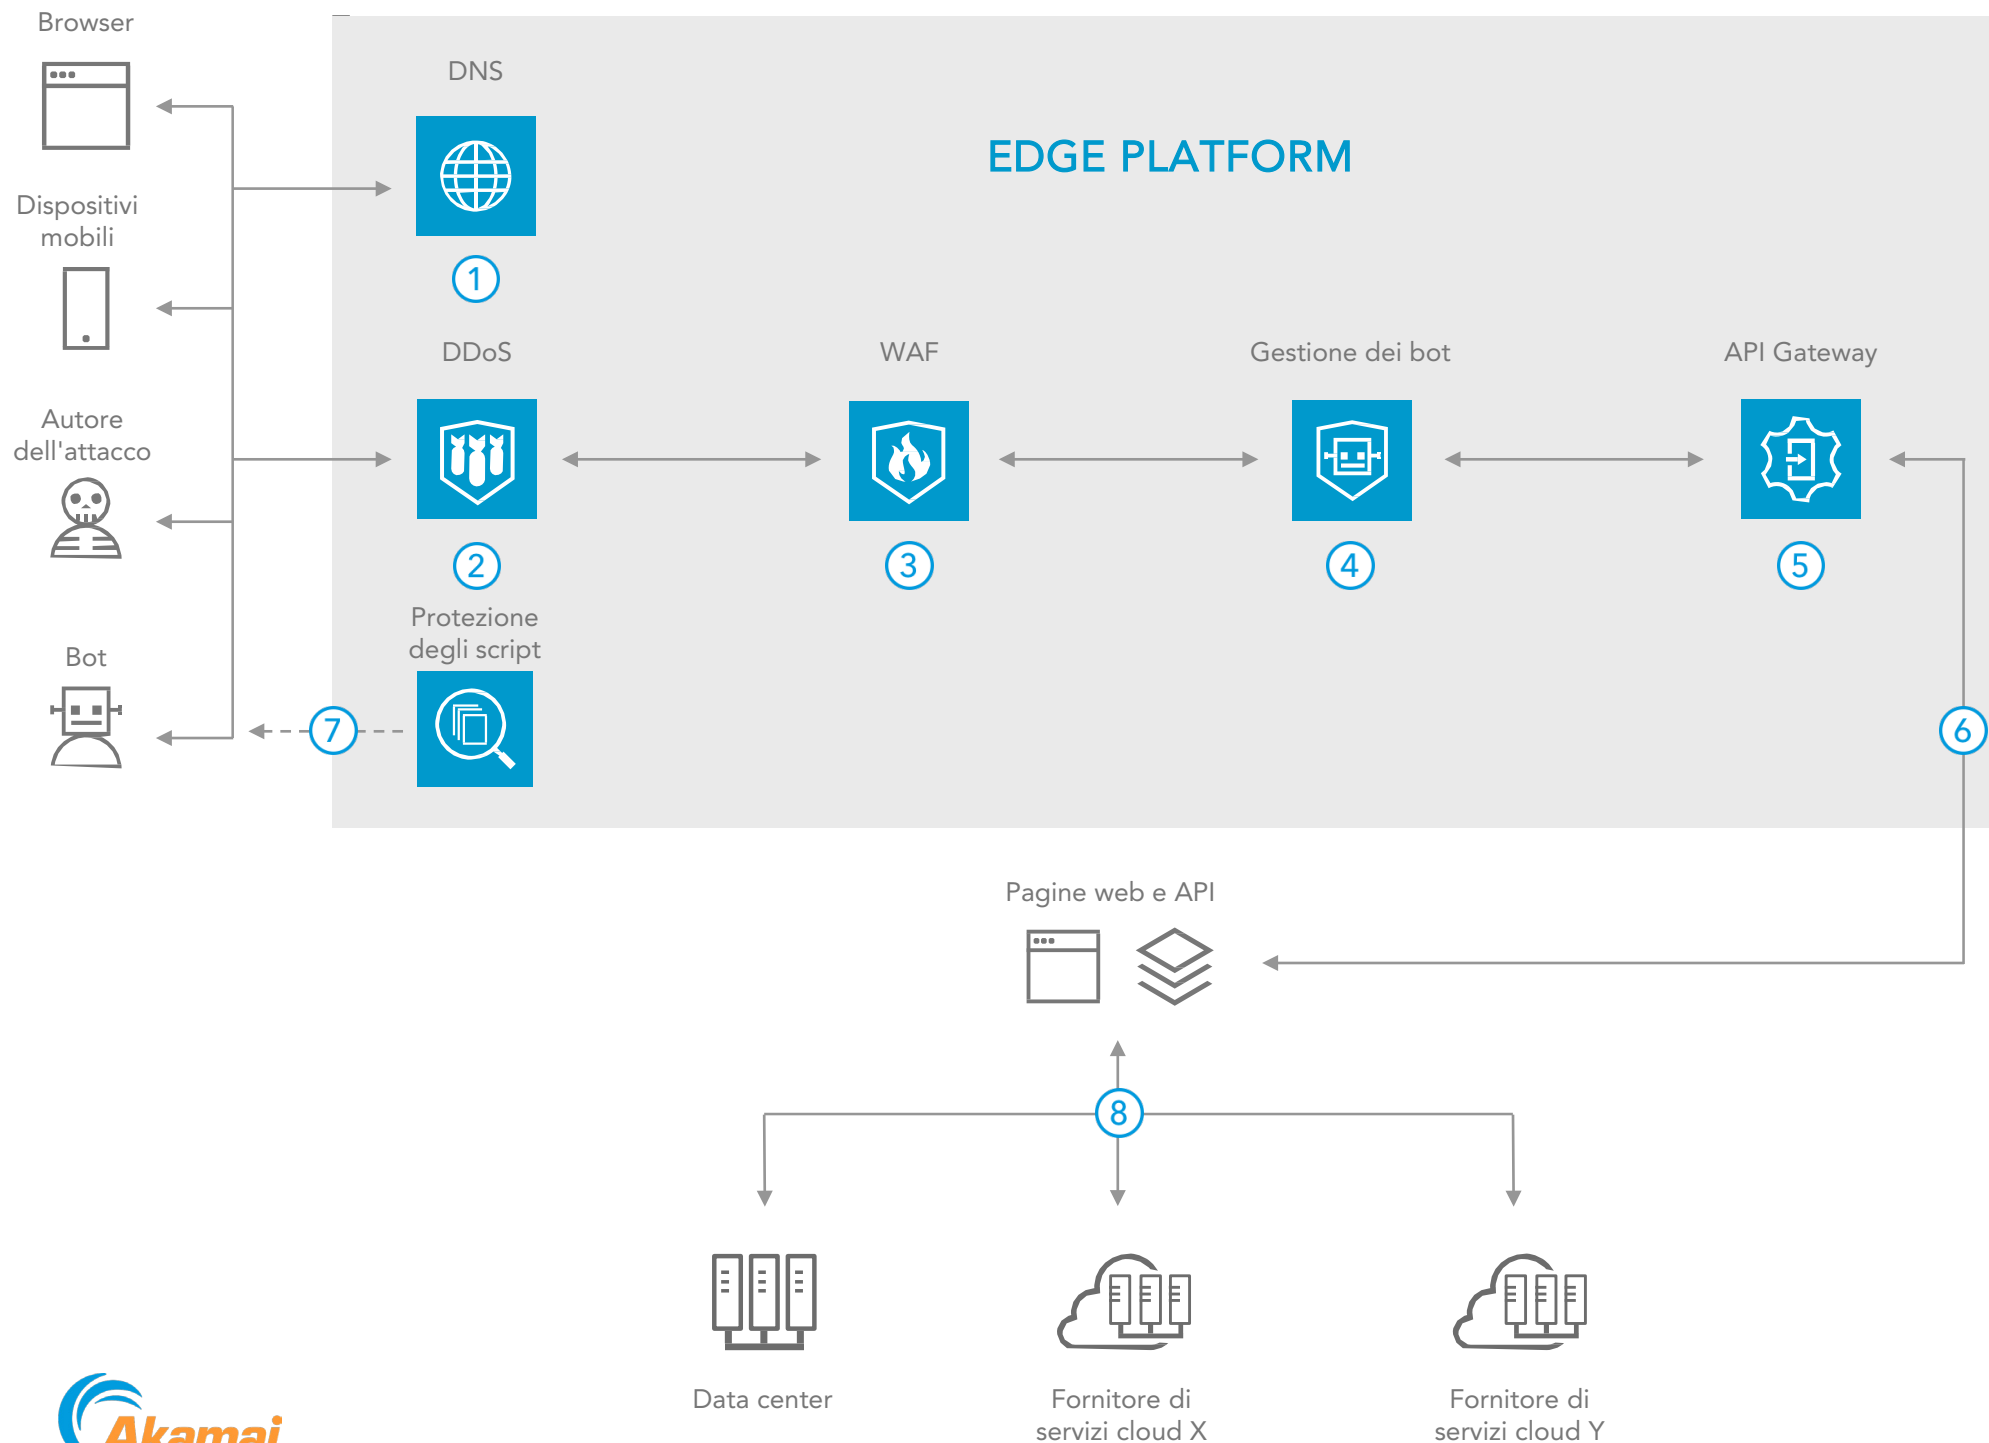 Browser
DNS
EDGE PLATFORM
Dispositivi
mobili
1
DDoS
WAF
Gestione dei bot
API Gateway
Autore
dell'attacco
2
3
4
5
Protezione
degli script
Bot
7
6
Pagine web e API
8
Data center
Fornitore di
servizi cloud X
Fornitore di
servizi cloud Y
Akamai